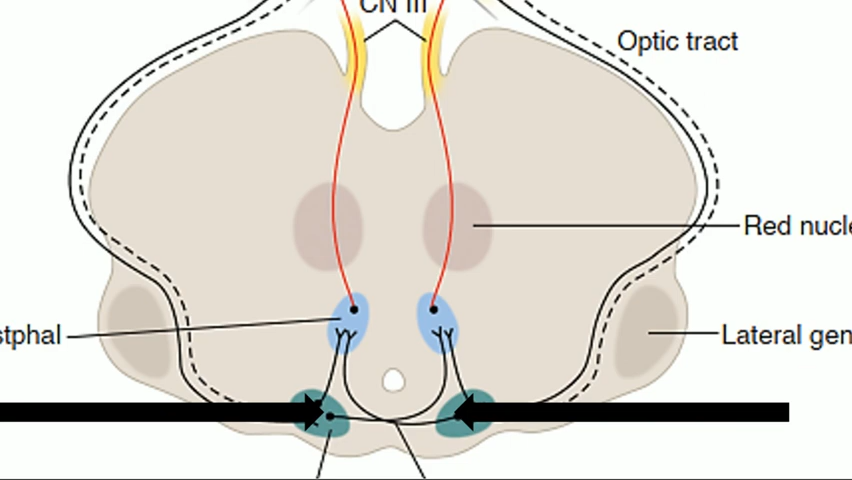 CN III
Optic tract
Red nucle
stphal
Lateral gen